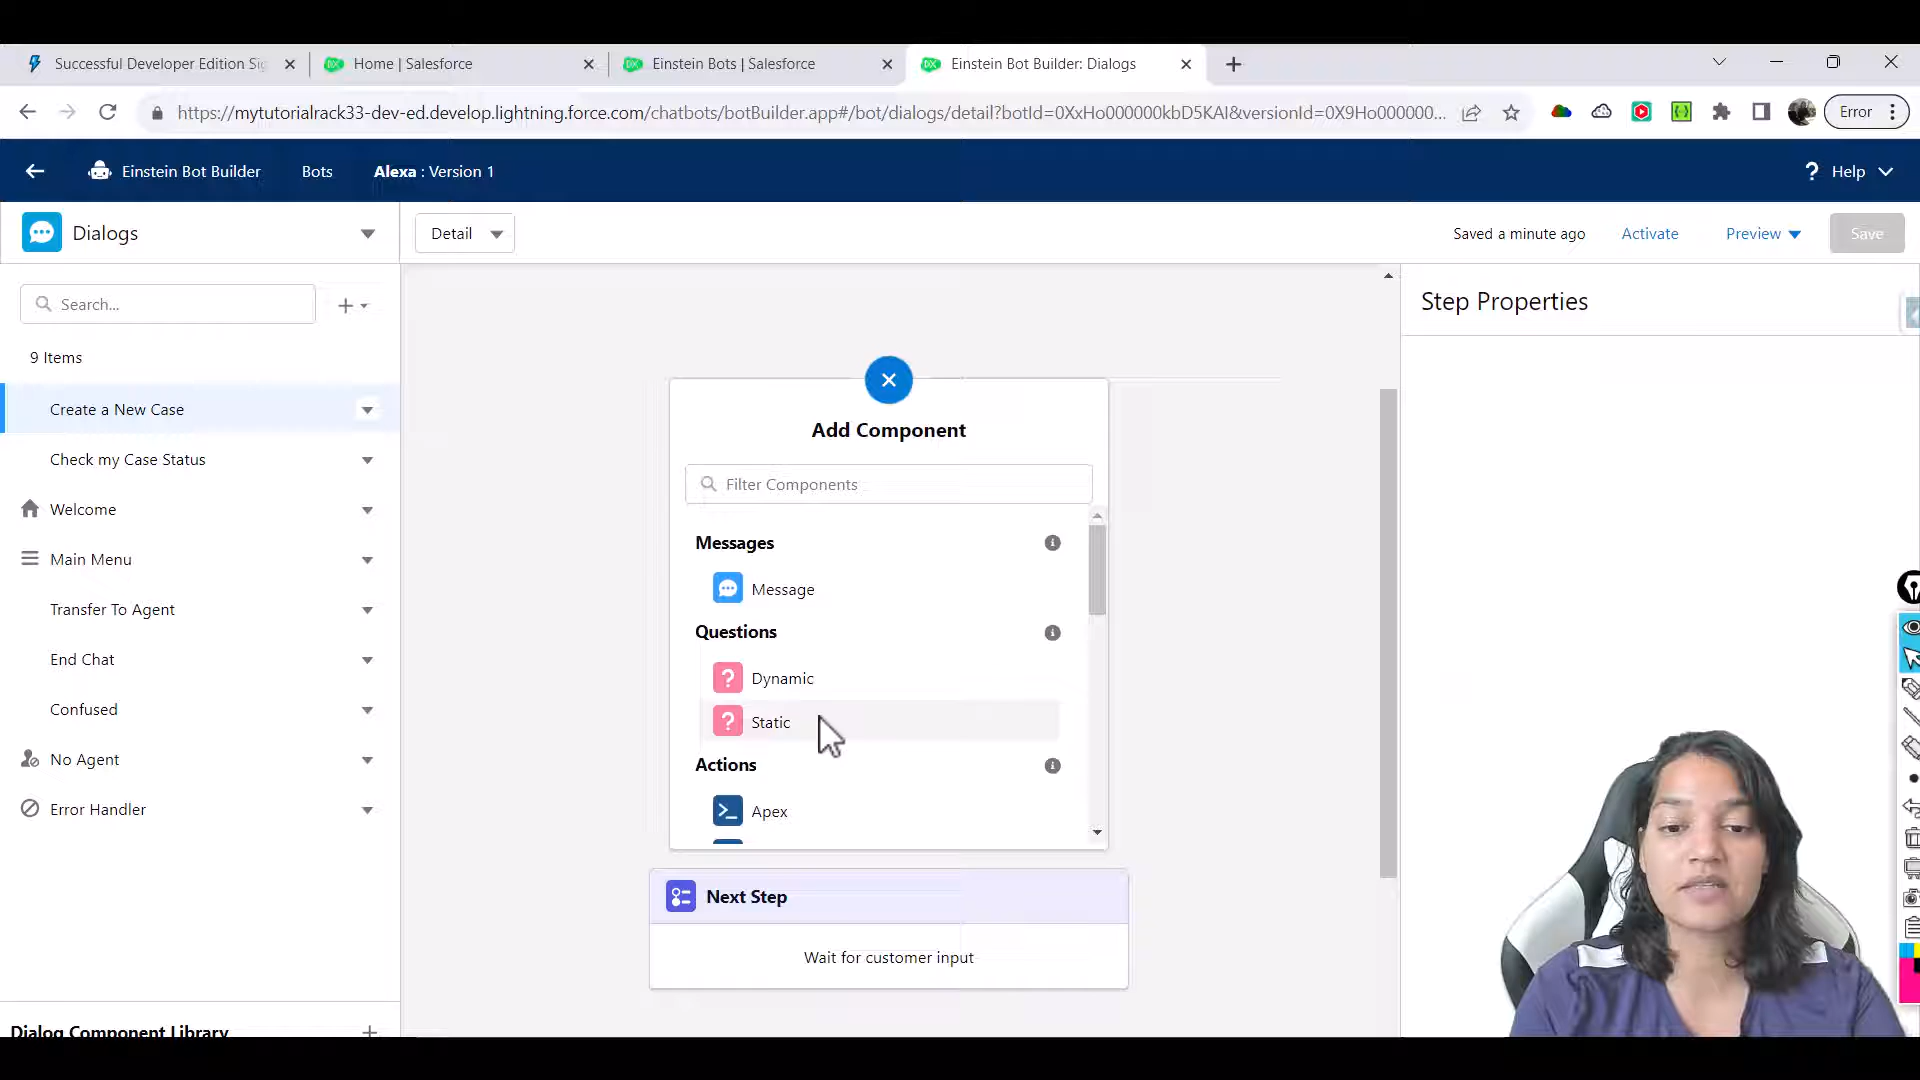 Successful Developer Edition Sig
Home | Salesforce
Einstein Bots | Salesforce
Einstein Bot Builder: Dialogs
https://mytutorialrack33-dev-ed.develop.lightning.force.com/chatbots/botBuilder.app#/bot/dialogs/detail?botId=0XxHo000000kbD5KAI&versionId=0X9Ho000000...
Error
Einstein Bot Builder
Bots
Alexa : Version 1
? Help
Dialogs
Detail
Saved a minute ago
Activate
Preview
Save
Search...
9 Items
Create a New Case
Check my Case Status
Welcome
Main Menu
Transfer To Agent
End Chat
Confused
No Agent
Error Handler
Dialog Component Library
Add Component
Filter Components
Messages
Message
Questions
Dynamic
Static
Actions
Apex
Next Step
Wait for customer input
Step Properties